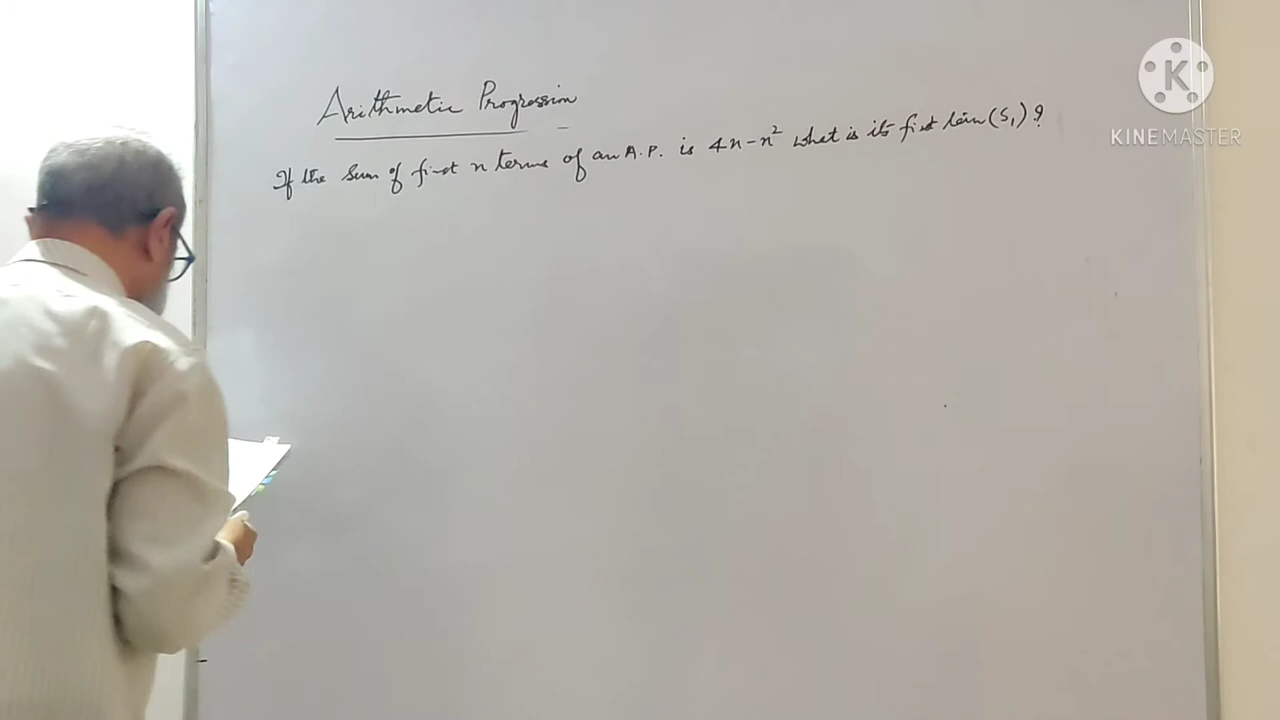 Arithmetic Progression
If the Sum of first n terms of an A.P. is 4n-n² what is its first term (S₁) ?
K
KINEMASTER